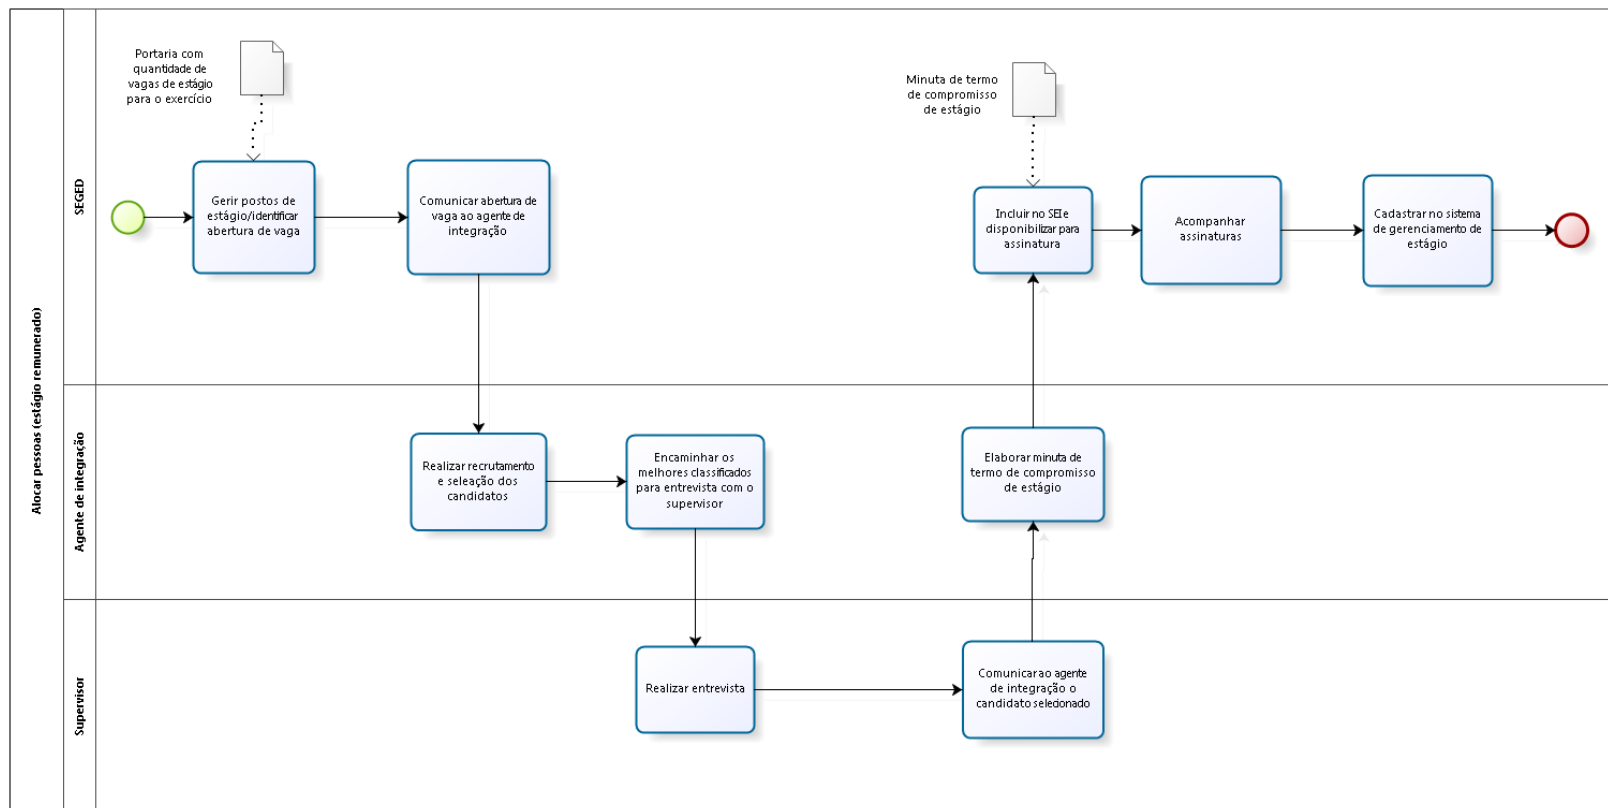 Alocar pessoas (estágio remunerado)
SEGED
Portaria com
quantidade de
vagas de estágio
para o exercício
Gerir postos de
estágio/identificar
abertura de vaga
Comunicar abertura de
vaga ao agente de
integração
Minuta de termo
de compromisso
de estágio
Incluir no SEI e
disponibilizar para
assinatura
Acompanhar
assinaturas
Cadastrar no sistema
de gerenciamento de
estágio
Agente de integração
Realizar recrutamento
e seleação dos
candidatos
Encaminhar os
melhores classificados
para entrevista com o
supervisor
Elaborar minuta de
termo de compromisso
de estágio
Supervisor
Realizar entrevista
Comunicar ao agente
de integração o
candidato selecionado